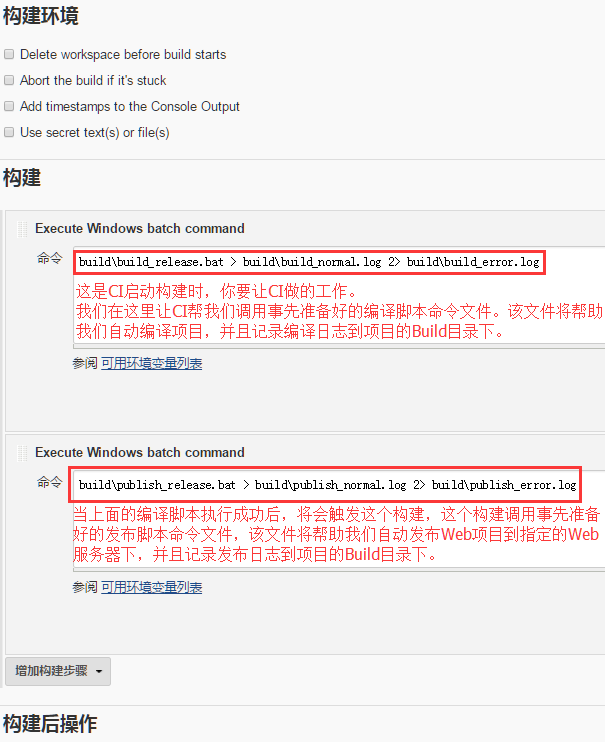 构建环境
Delete workspace before build starts
Abort the build if it's stuck
Add timestamps to the Console Output
Use secret text(s) or file(s)
构建
Execute Windows batch command
命令 build\build_release.bat > build\build_normal.log 2> build\build_error.log
这是CI启动构建时，你要让CI做的工作。
我们在这里让CI帮我们调用事先准备好的编译脚本命令文件。该文件将帮助
我们自动编译项目，并且记录编译日志到项目的Build目录下。
参阅 可用环境变量列表
Execute Windows batch command
命令 build\publish_release.bat > build\publish_normal.log 2> build\publish_error.log
当上面的编译脚本执行成功后，将会触发这个构建，这个构建调用事先准备
好的发布脚本命令文件，该文件将帮助我们自动发布Web项目到指定的Web
服务器下，并且记录发布日志到项目的Build目录下。
参阅 可用环境变量列表
增加构建步骤
构建后操作